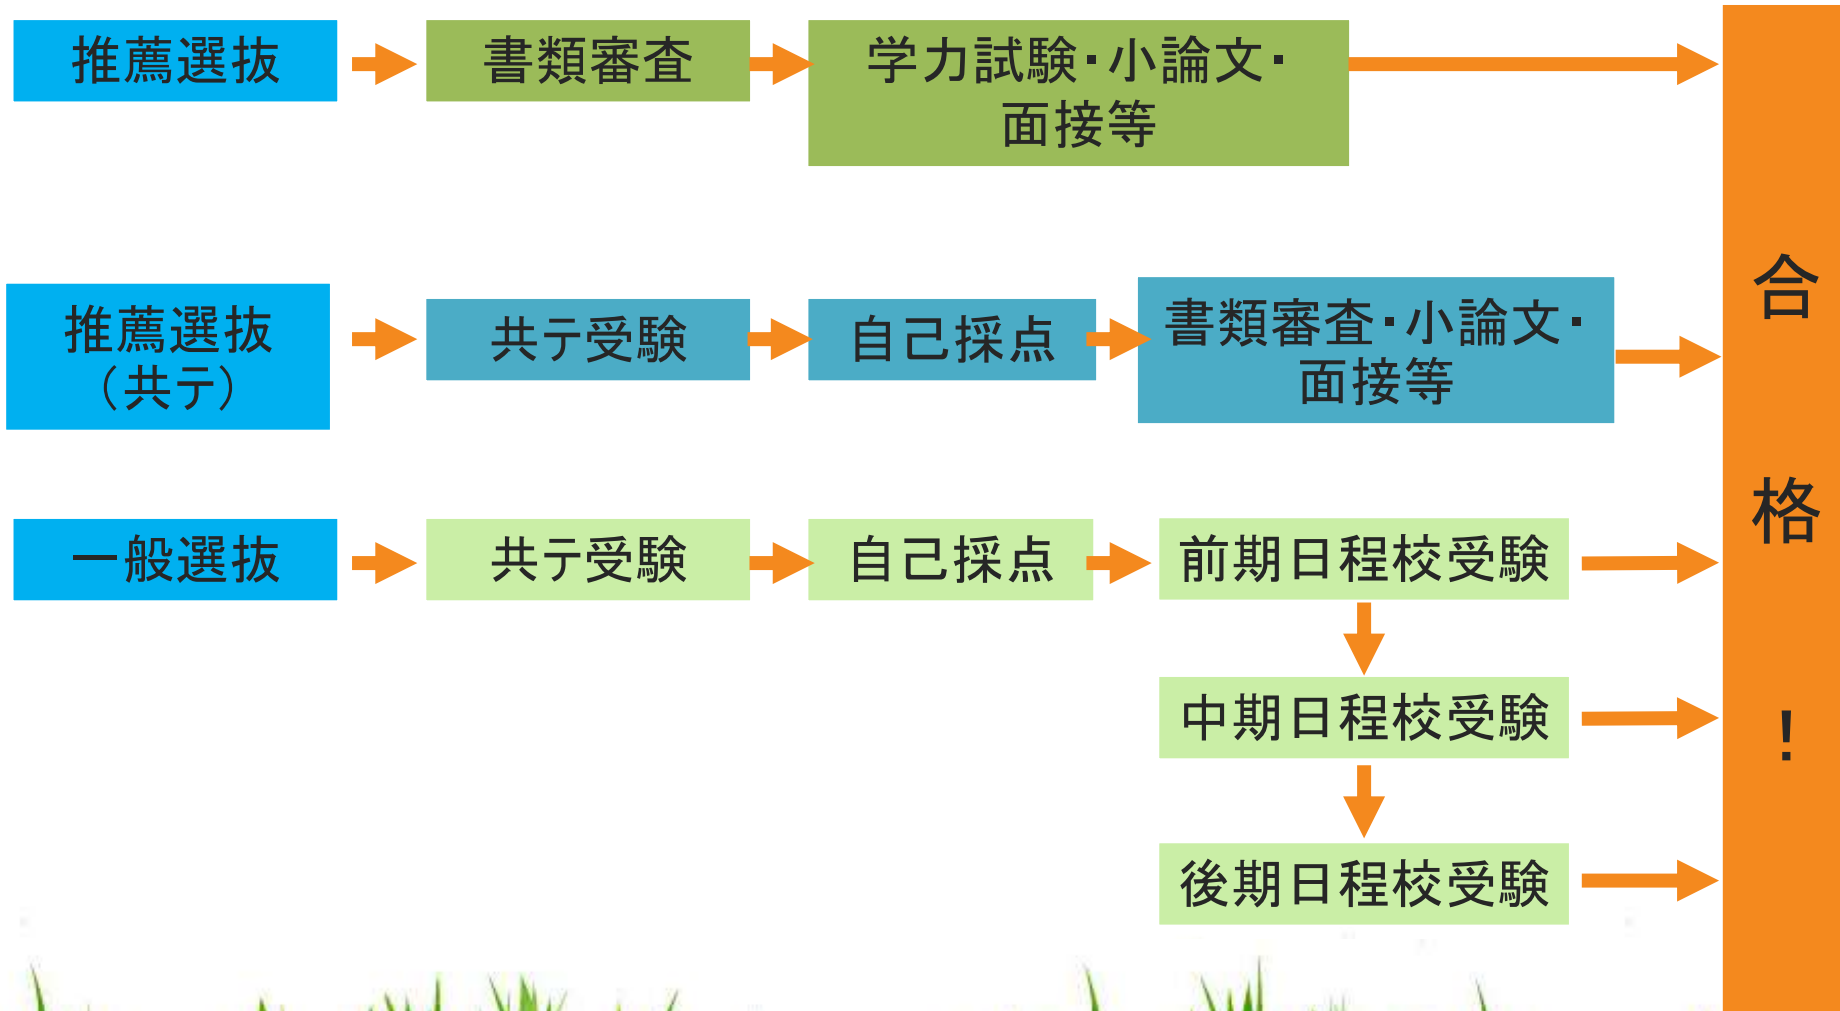 推薦選抜
書類審査
学力試験・小論文・
面接等
推薦選抜
（共テ）
共テ受験
自己採点
書類審査・小論文・
面接等
一般選抜
共テ受験
自己採点
前期日程校受験
中期日程校受験
後期日程校受験
合
格
！